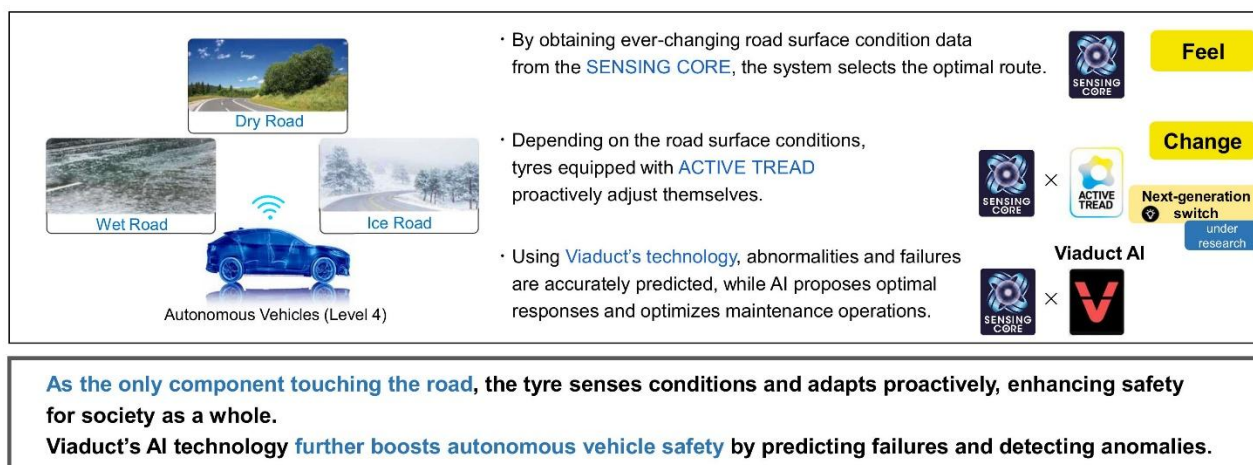 Dry Road
Wet Road
Ice Road
Autonomous Vehicles (Level 4)
・By obtaining ever-changing road surface condition data
from the SENSING CORE, the system selects the optimal route.
SENSING
CORE
Feel
・Depending on the road surface conditions,
tyres equipped with ACTIVE TREAD
proactively adjust themselves.
SENSING
CORE
×
ACTIVE
TREAD
Change
Next-generation
switch
under
research
・Using Viaduct's technology, abnormalities and failures
are accurately predicted, while AI proposes optimal
responses and optimizes maintenance operations.
Viaduct AI
SENSING
CORE
×
As the only component touching the road, the tyre senses conditions and adapts proactively, enhancing safety
for society as a whole.
Viaduct's AI technology further boosts autonomous vehicle safety by predicting failures and detecting anomalies.